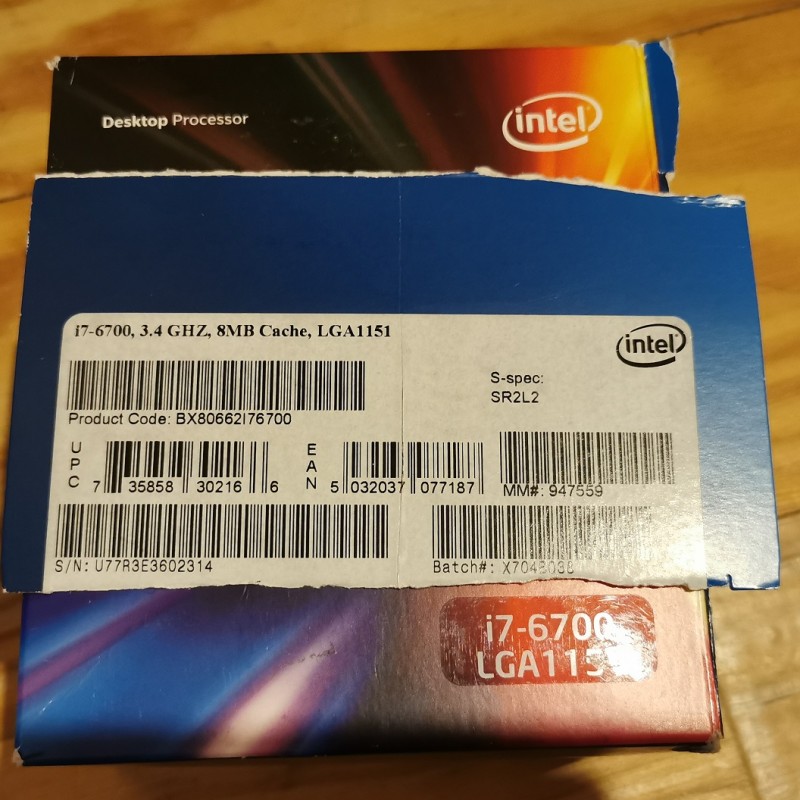 Desktop Processor
intel
i7-6700, 3.4 GHZ, 8MB Cache, LGA1151
intel
S-spec:
SR2L2
Product Code: BX80662I76700
UPC 7 35858 30216 6
EAN 5 032037 077187
MM#: 947559
S/N: U77R3E3602314
Batch#:
i7-6700